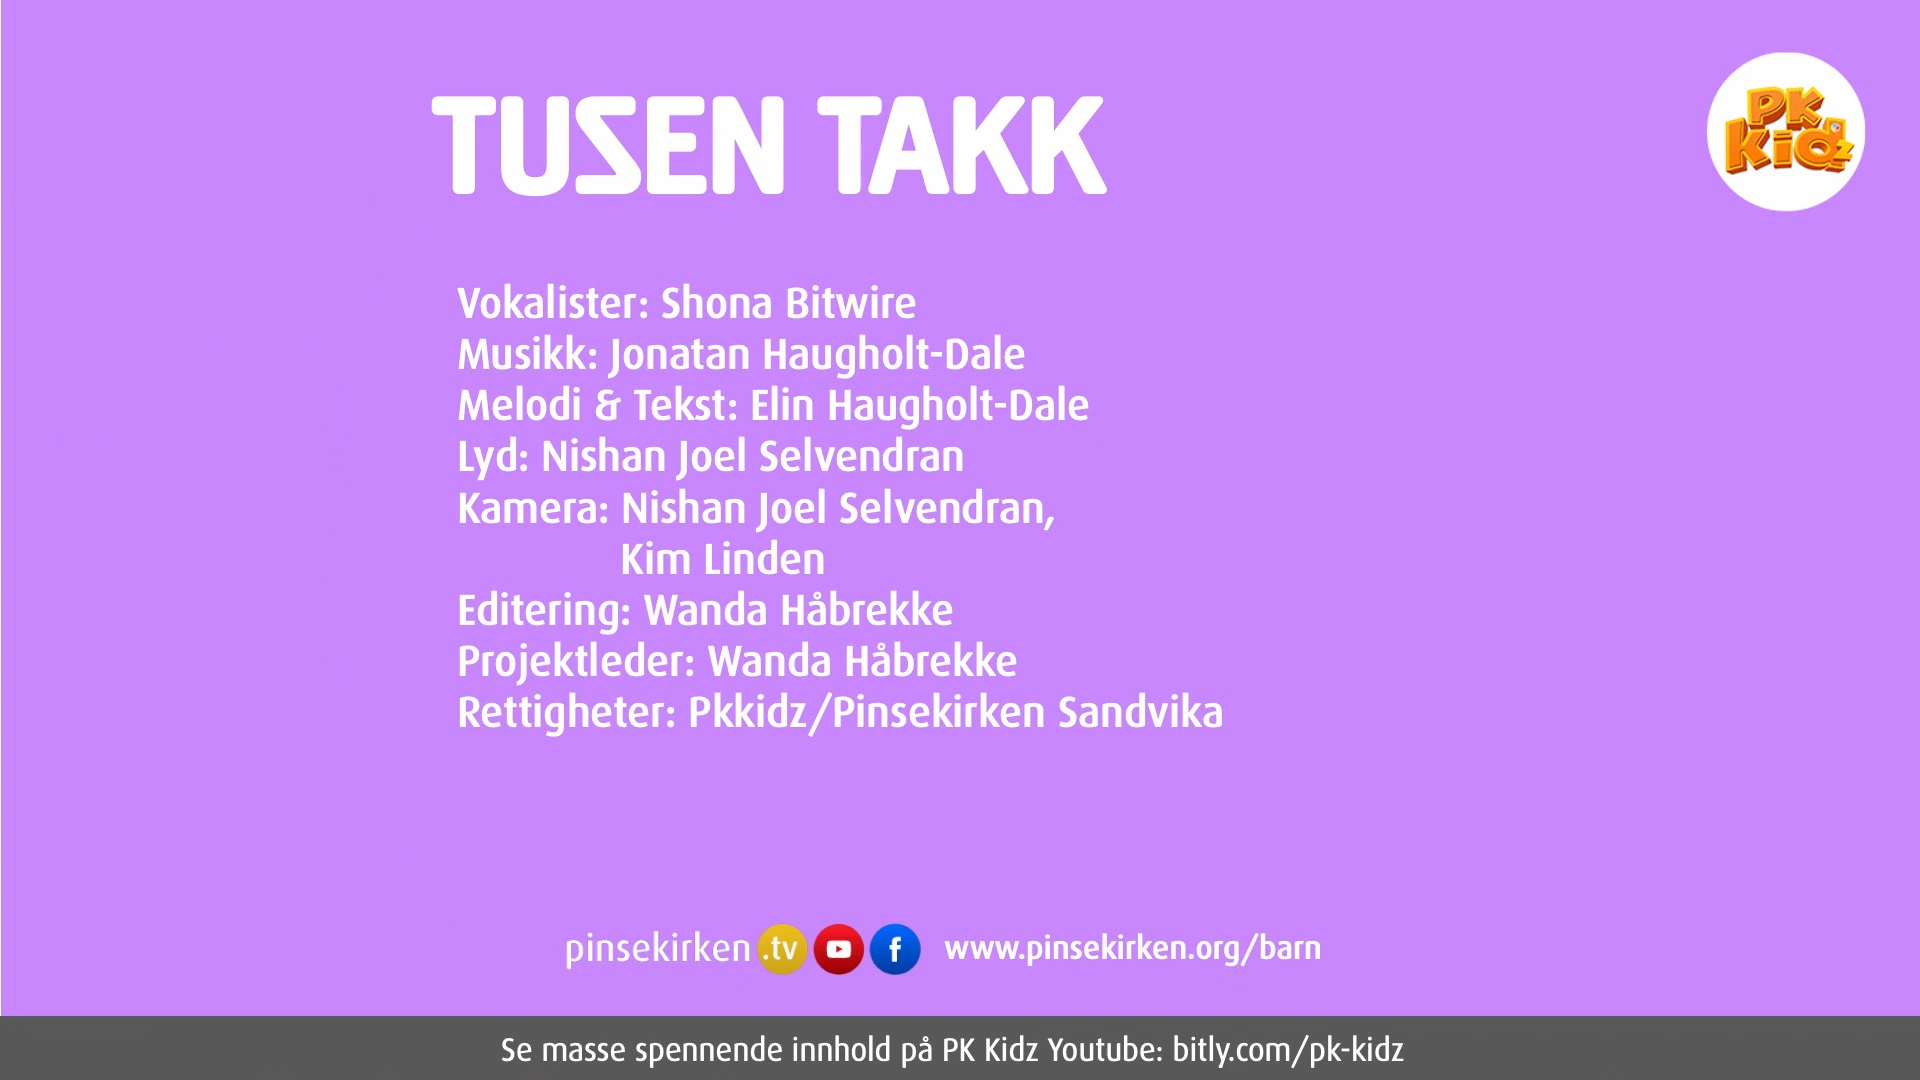 TUSEN TAKK
PK
Kidz
Vokalister: Shona Bitwire
Musikk: Jonatan Haugholt-Dale
Melodi & Tekst: Elin Haugholt-Dale
Lyd: Nishan Joel Selvendran
Kamera: Nishan Joel Selvendran,
Kim Linden
Editering: Wanda Håbrekke
Projektleder: Wanda Håbrekke
Rettigheter: Pkkidz/Pinsekirken Sandvika
pinsekirken.tv f www.pinsekirken.org/barn
Se masse spennende innhold på PK Kidz Youtube: bitly.com/pk-kidz